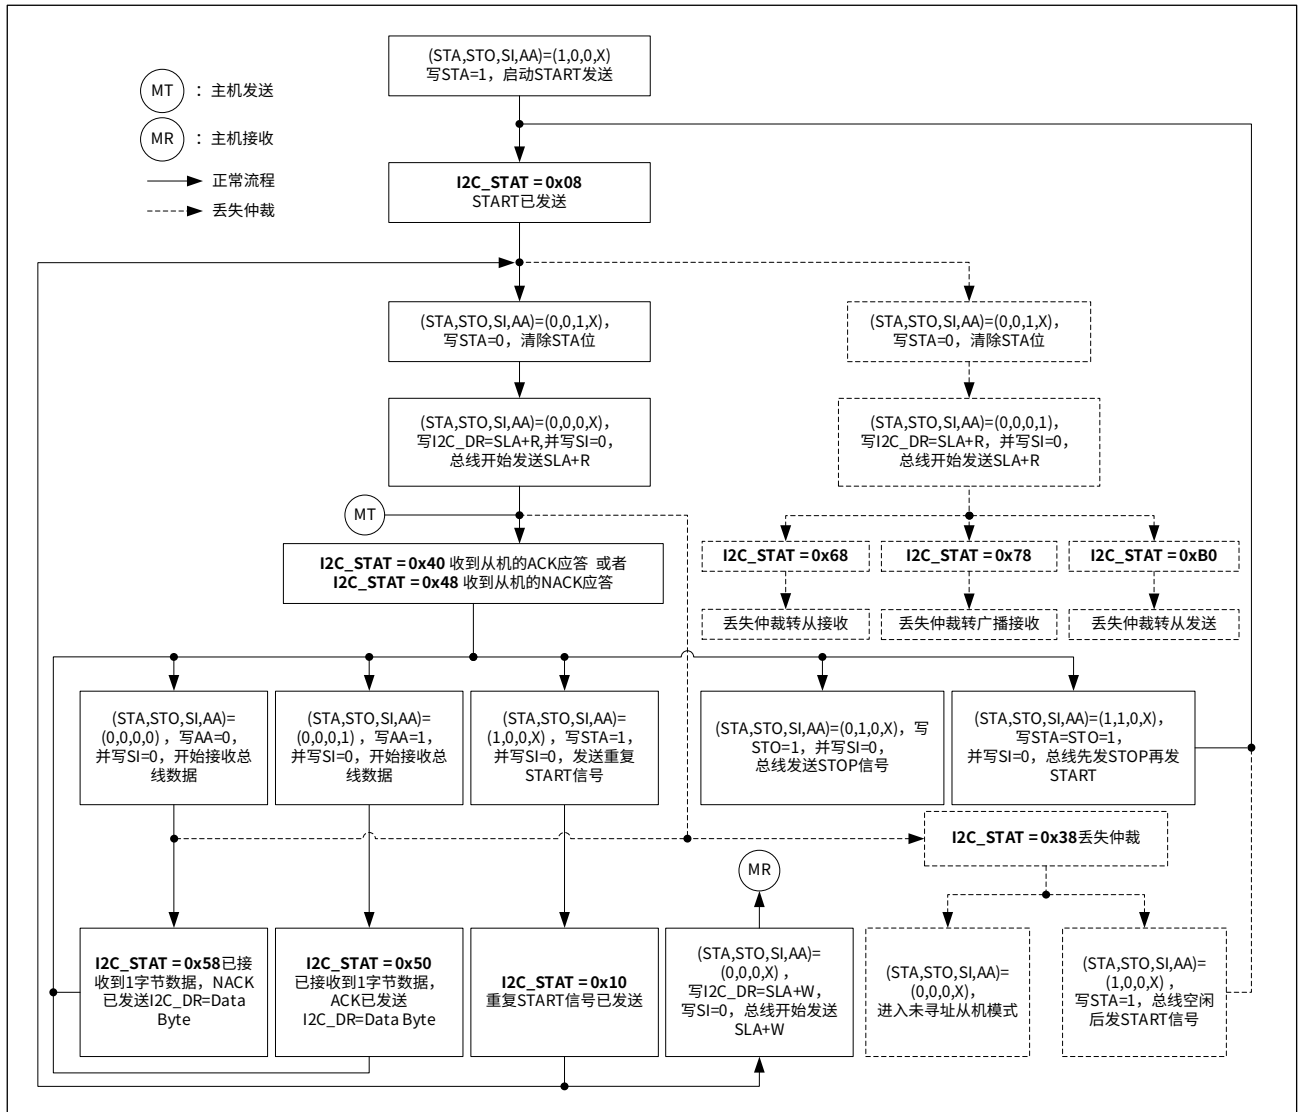 (STA,STO,SI,AA)=(1,0,0,X)
写STA=1，启动START发送
MT ：主机发送
MR ：主机接收
正常流程
丢失仲裁
I2C_STAT = 0x08
START已发送
(STA,STO,SI,AA)=(0,0,1,X)，
写STA=0，清除STA位
(STA,STO,SI,AA)=(0,0,1,X)，
写STA=0，清除STA位
(STA,STO,SI,AA)=(0,0,0,X)，
写I2C_DR=SLA+R,并写SI=0，
总线开始发送SLA+R
(STA,STO,SI,AA)=(0,0,0,1)，
写I2C_DR=SLA+R，并写SI=0，
总线开始发送SLA+R
MT
I2C_STAT = 0x40 收到从机的ACK应答 或者
I2C_STAT = 0x48 收到从机的NACK应答
I2C_STAT = 0x68
I2C_STAT = 0x78
I2C_STAT = 0xB0
丢失仲裁转从接收
丢失仲裁转广播接收
丢失仲裁转从发送
(STA,STO,SI,AA)=
(0,0,0,0)，写AA=0，
并写SI=0，开始接收总
线数据
(STA,STO,SI,AA)=
(0,0,0,1)，写AA=1，
并写SI=0，开始接收总
线数据
(STA,STO,SI,AA)=
(1,0,0,X)，写STA=1，
并写SI=0，发送重复
START信号
(STA,STO,SI,AA)=(0,1,0,X)，写
STO=1，并写SI=0，
总线发送STOP信号
(STA,STO,SI,AA)=(1,1,0,X)，
写STA=STO=1，
并写SI=0，总线先发STOP再发
START
I2C_STAT = 0x38丢失仲裁
MR
I2C_STAT = 0x58已接
收到1字节数据，NACK
已发送I2C_DR=Data
Byte
I2C_STAT = 0x50
已接收到1字节数据，
ACK已发送
I2C_DR=Data Byte
I2C_STAT = 0x10
重复START信号已发送
(STA,STO,SI,AA)=
(0,0,0,X)，
写I2C_DR=SLA+W，
写SI=0，总线开始发送
SLA+W
(STA,STO,SI,AA)=
(0,0,0,X)，
进入未寻址从机模式
(STA,STO,SI,AA)=
(1,0,0,X)，
写STA=1，总线空闲
后发START信号